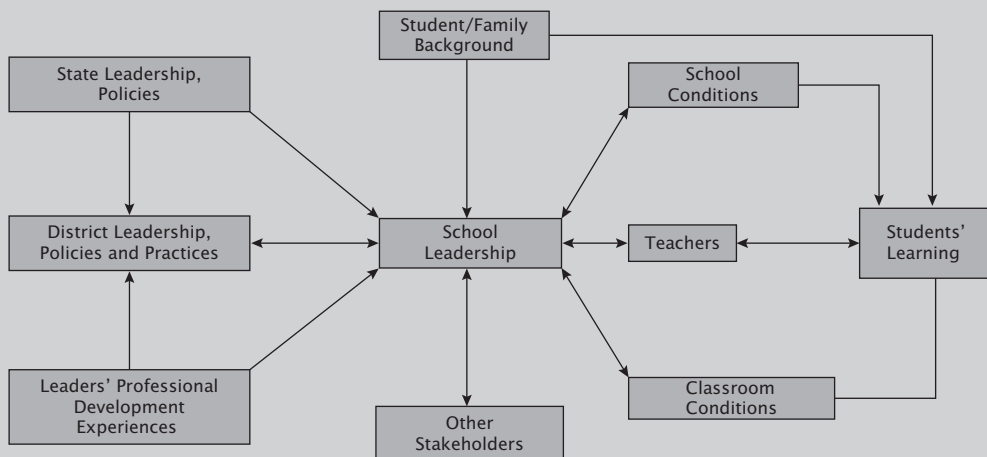 Student/Family
Background
State Leadership,
Policies
School
Conditions
District Leadership,
Policies and Practices
School
Leadership
Teachers
Students’
Learning
Leaders’ Professional
Development
Experiences
Other
Stakeholders
Classroom
Conditions